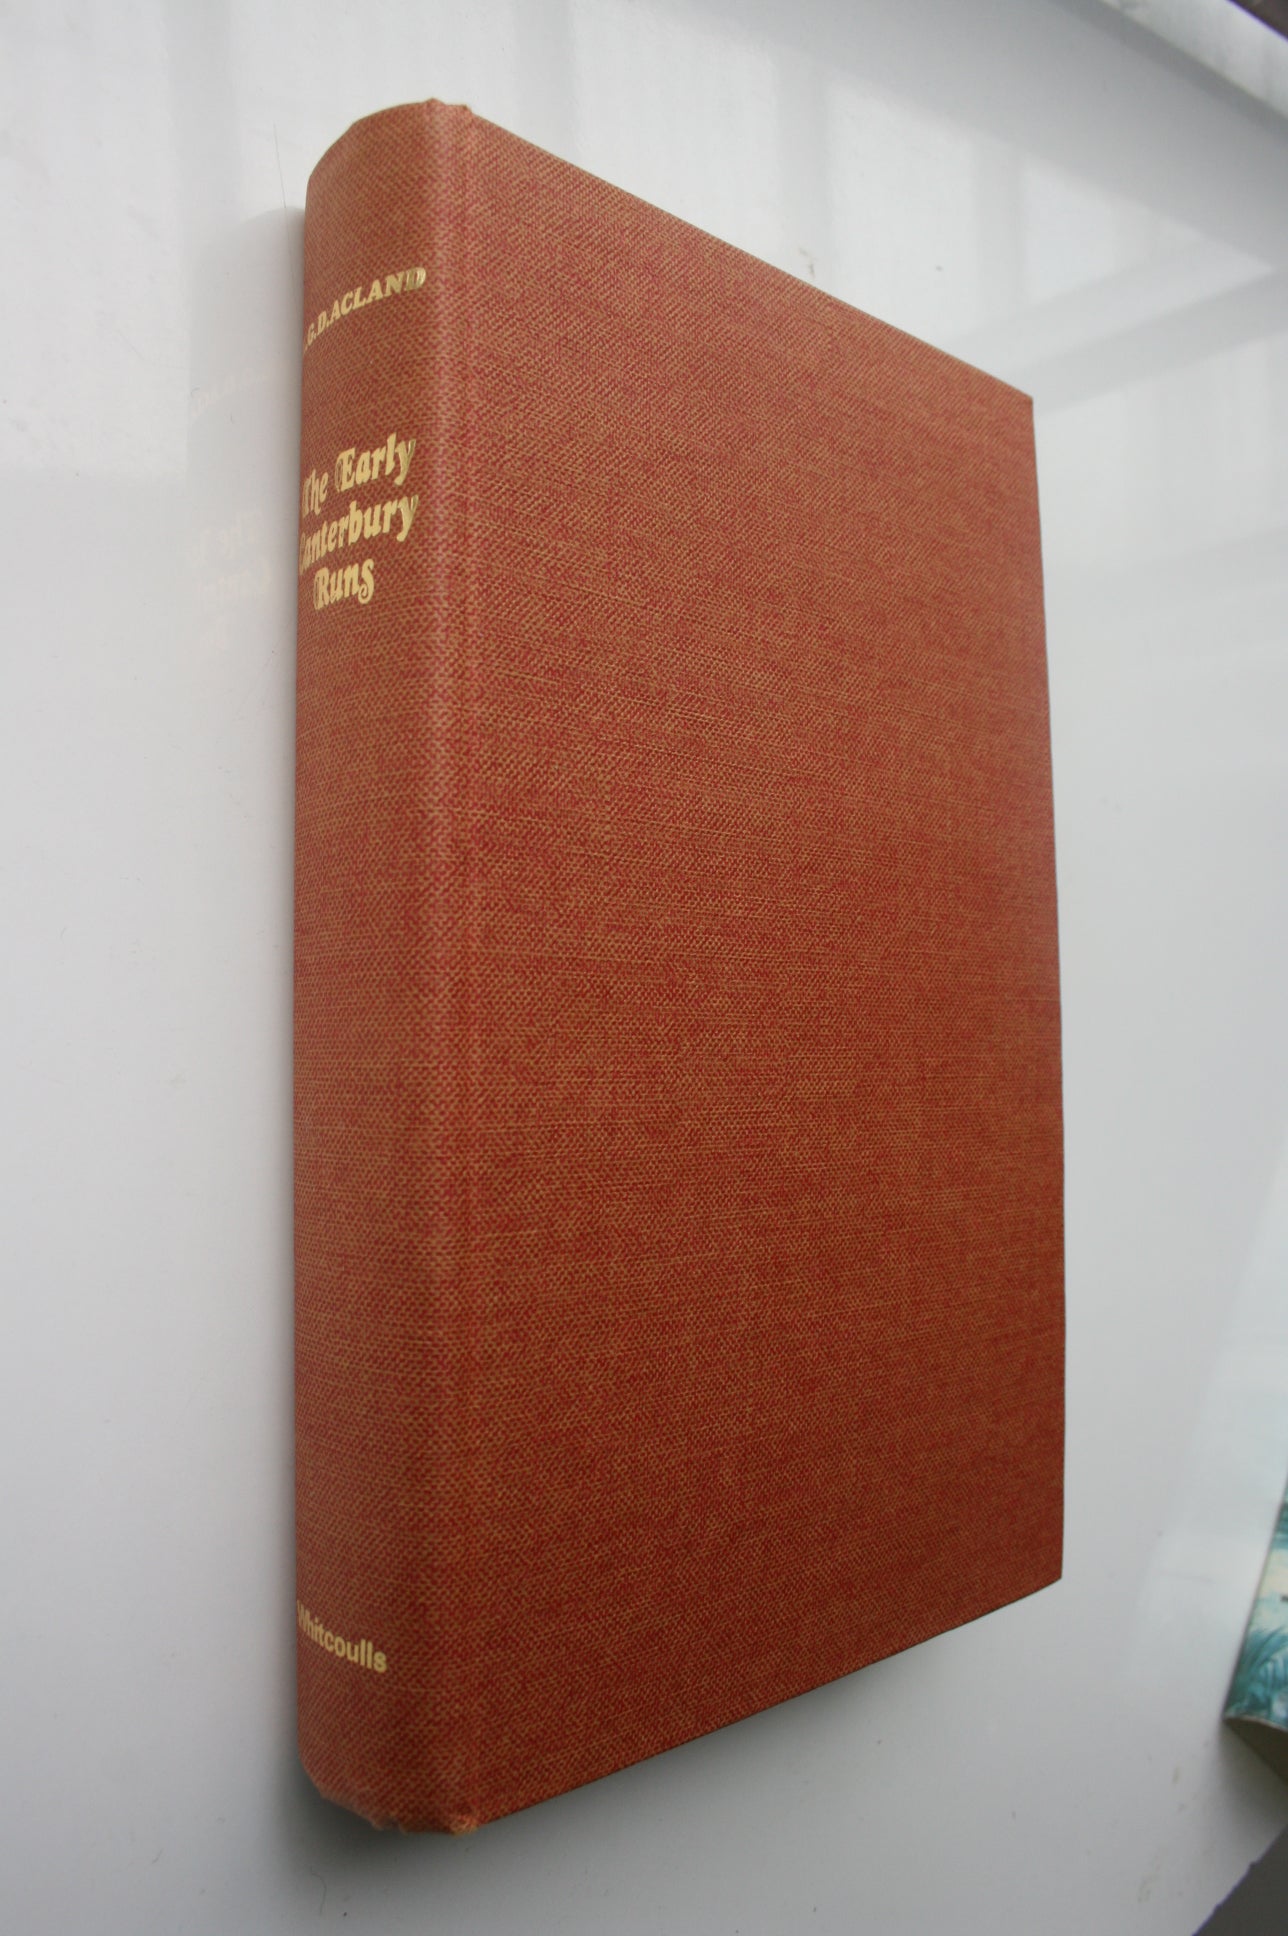 .G.D.ACLAND
The Early
Canterbury
Runs
Whitcoulls